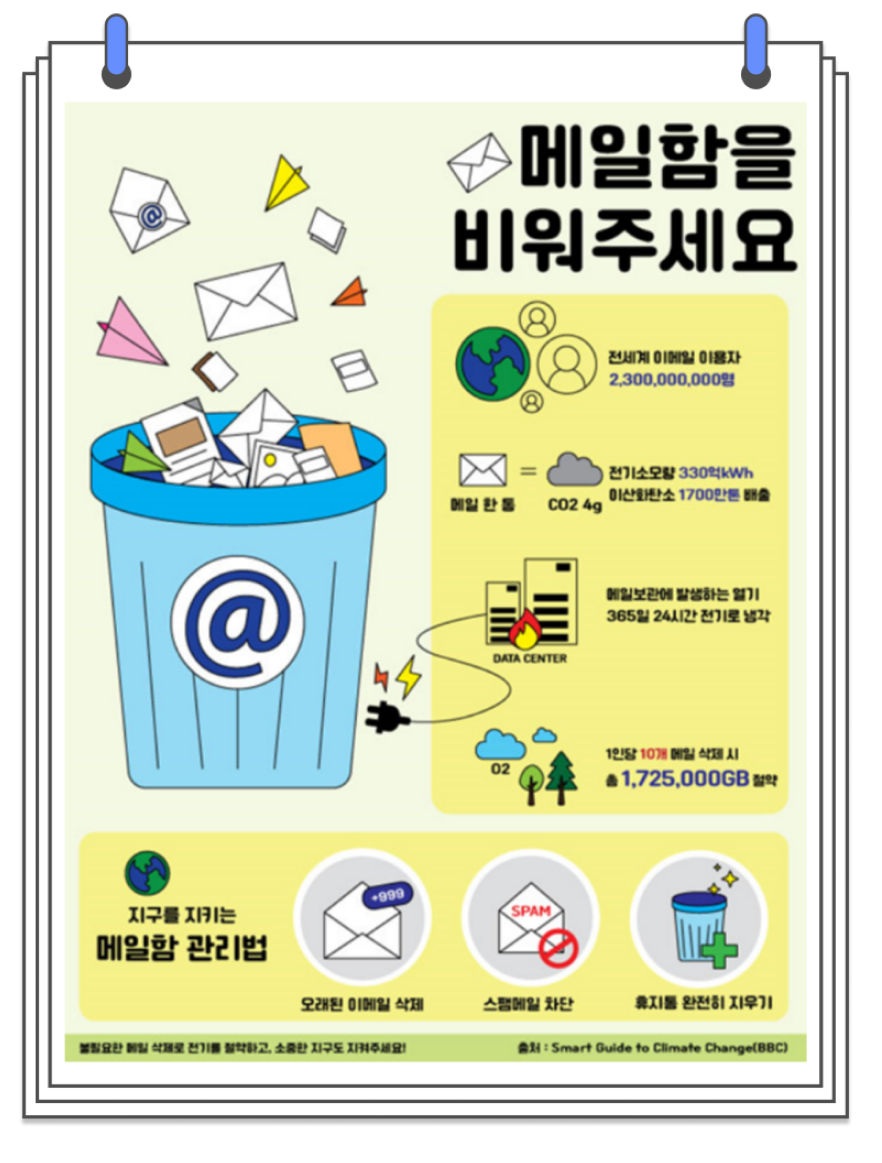 메일함을
비워주세요
전세계 이메일 이용자
2,300,000,000명
메일 한 통 = CO2 4g
전기소모량 330억kWh
이산화탄소 1700만톤 배출
메일보관에 발생하는 열기
365일 24시간 전기로 냉각
DATA CENTER
O2
1인당 10개 메일 삭제 시
총 1,725,000GB 절약
@
@
지구를 지키는
메일함 관리법
+999
오래된 이메일 삭제
SPAM
스팸메일 차단
휴지통 완전히 지우기
불필요한 메일 삭제로 전기를 절약하고, 소중한 지구도 지켜주세요!
출처 : Smart Guide to Climate Change(BBC)